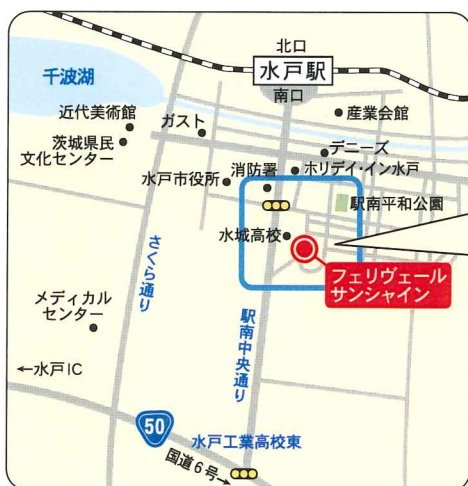 北口
水戸駅
南口
千波湖
近代美術館
茨城県民
文化センター
ガスト
産業会館
デニーズ
ホリデイ・イン水戸
水戸市役所
消防署
駅南平和公園
水城高校
フェリヴェール
サンシャイン
さくら通り
駅南中央通り
メディカル
センター
←水戸IC
50
水戸工業高校東
国道6号→